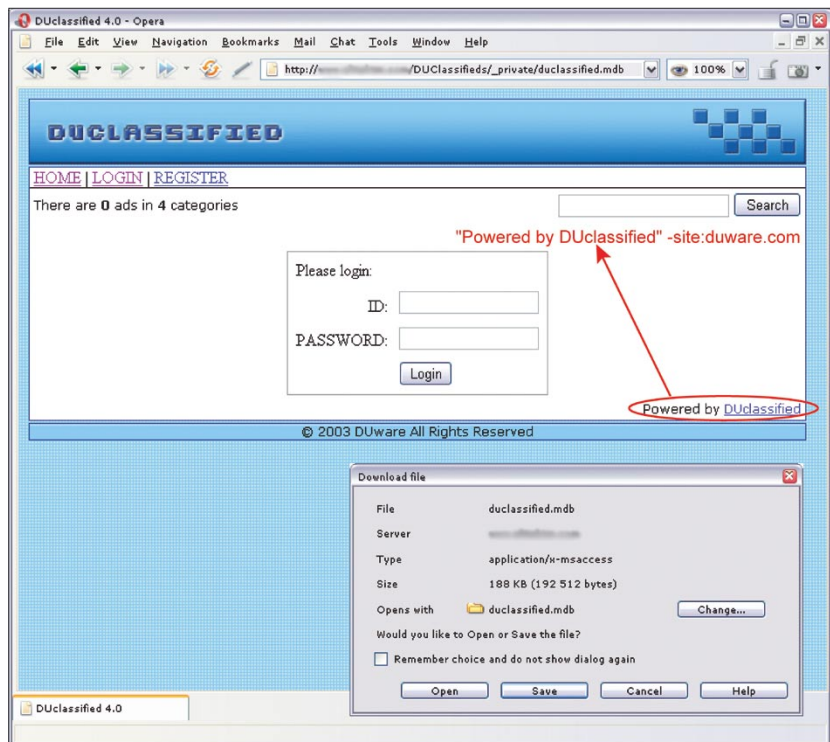 DUclassified 4.0 - Opera
File Edit View Navigation Bookmarks Mail Chat Tools Window Help
http:// /DUClassifieds/_private/duclassified.mdb 100%
DUCLASSIFIED
HOME | LOGIN | REGISTER
There are 0 ads in 4 categories Search
"Powered by DUclassified" -site:duware.com
Please login:
ID:
PASSWORD:
Login
Powered by DUclassified
© 2003 DUware All Rights Reserved
Download file
File duclassified.mdb
Server
Type application/x-msaccess
Size 188 KB (192 512 bytes)
Opens with duclassified.mdb Change...
Would you like to Open or Save the file?
Remember choice and do not show dialog again
Open Save Cancel Help
DUclassified 4.0